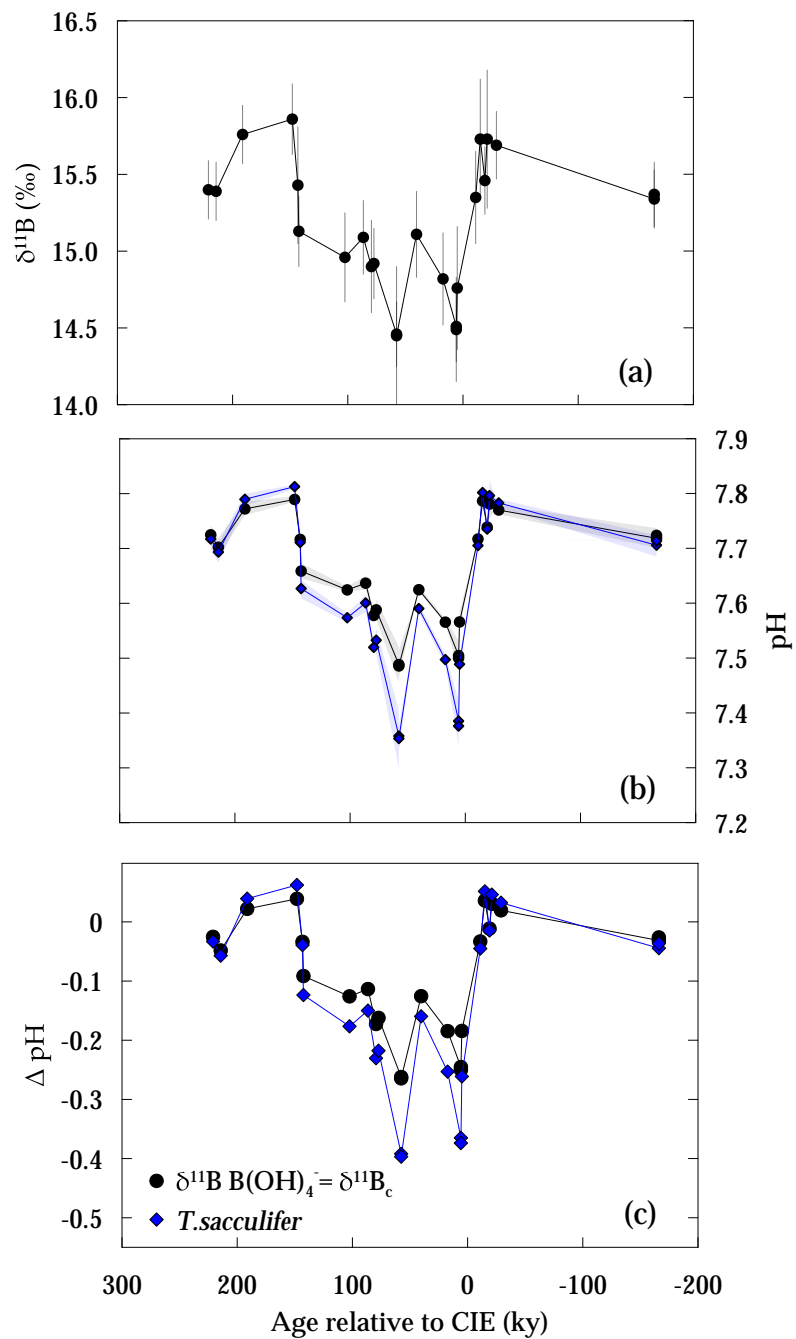 16.5
16.0
15.5
15.0
14.5
14.0
δ¹¹B (‰)
(a)
7.9
7.8
7.7
7.6
7.5
7.4
7.3
7.2
pH
(b)
0
-0.1
-0.2
-0.3
-0.4
-0.5
Δ pH
δ¹¹B B(OH)₄⁻= δ¹¹B꜀
T.sacculifer
(c)
300 200 100 0 -100 -200
Age relative to CIE (ky)